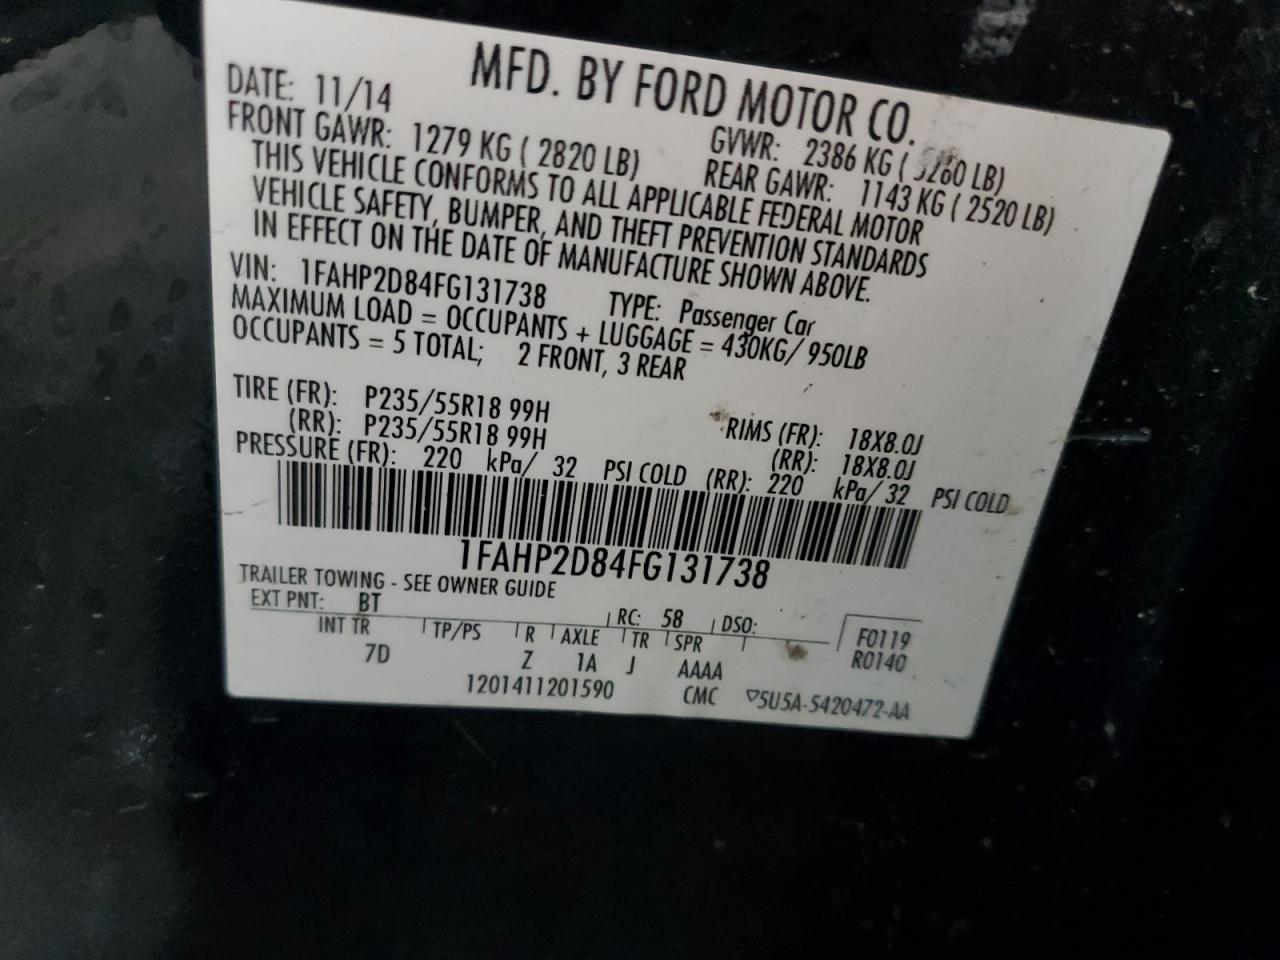 MFD. BY FORD MOTOR CO.
DATE: 11/14 GVWR: 2386 KG ( 5260 LB)
FRONT GAWR: 1279 KG ( 2820 LB) REAR GAWR: 1143 KG ( 2520 LB)
THIS VEHICLE CONFORMS TO ALL APPLICABLE FEDERAL MOTOR
VEHICLE SAFETY, BUMPER, AND THEFT PREVENTION STANDARDS
IN EFFECT ON THE DATE OF MANUFACTURE SHOWN ABOVE.
VIN: 1FAHP2D84FG131738 TYPE: Passenger Car
MAXIMUM LOAD = OCCUPANTS + LUGGAGE = 430KG/ 950LB
OCCUPANTS = 5 TOTAL; 2 FRONT, 3 REAR
TIRE (FR): P235/55R18 99H RIMS (FR): 18X8.0J
(RR): P235/55R18 99H (RR): 18X8.0J
PRESSURE (FR): 220 kPa/ 32 PSI COLD (RR): 220 kPa/ 32 PSI COLD
1FAHP2D84FG131738
TRAILER TOWING - SEE OWNER GUIDE
EXT PNT: BT RC: 58 DSO:
INT TR TP/PS R AXLE TR SPR F0119
7D Z 1A J AAAA R0140
1201411201590 CMC ▽5U5A-5420472-AA